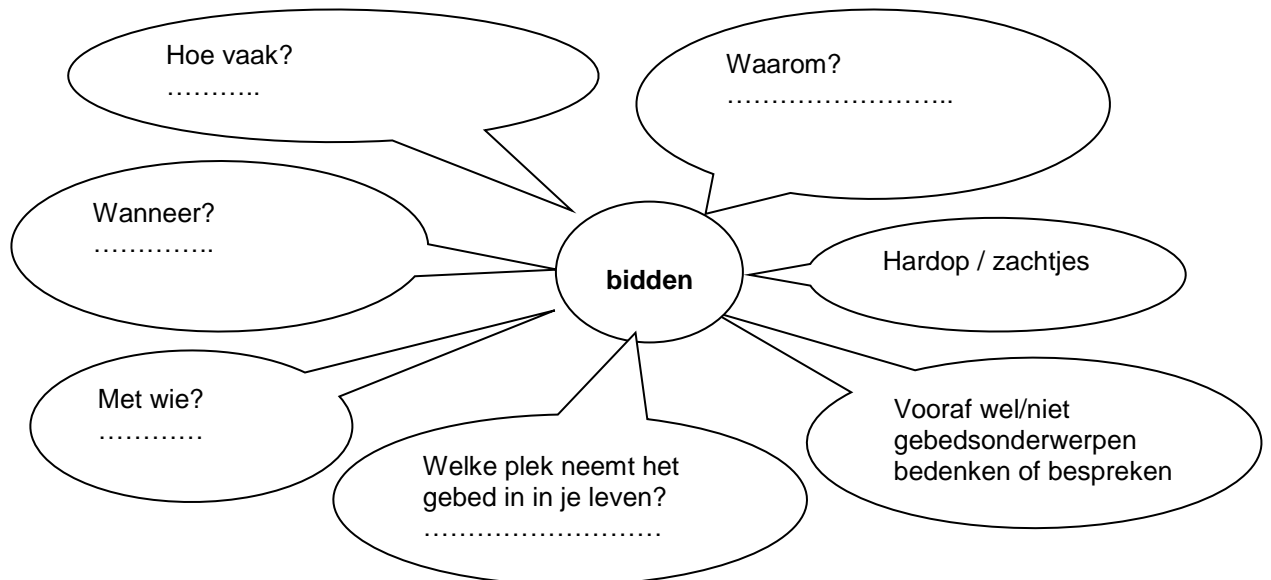 Hoe vaak?
………..
Waarom?
……………………..
Wanneer?
…………..
bidden
Hardop / zachtjes
Met wie?
…………
Welke plek neemt het
gebed in in je leven?
………………………
Vooraf wel/niet
gebedsonderwerpen
bedenken of bespreken